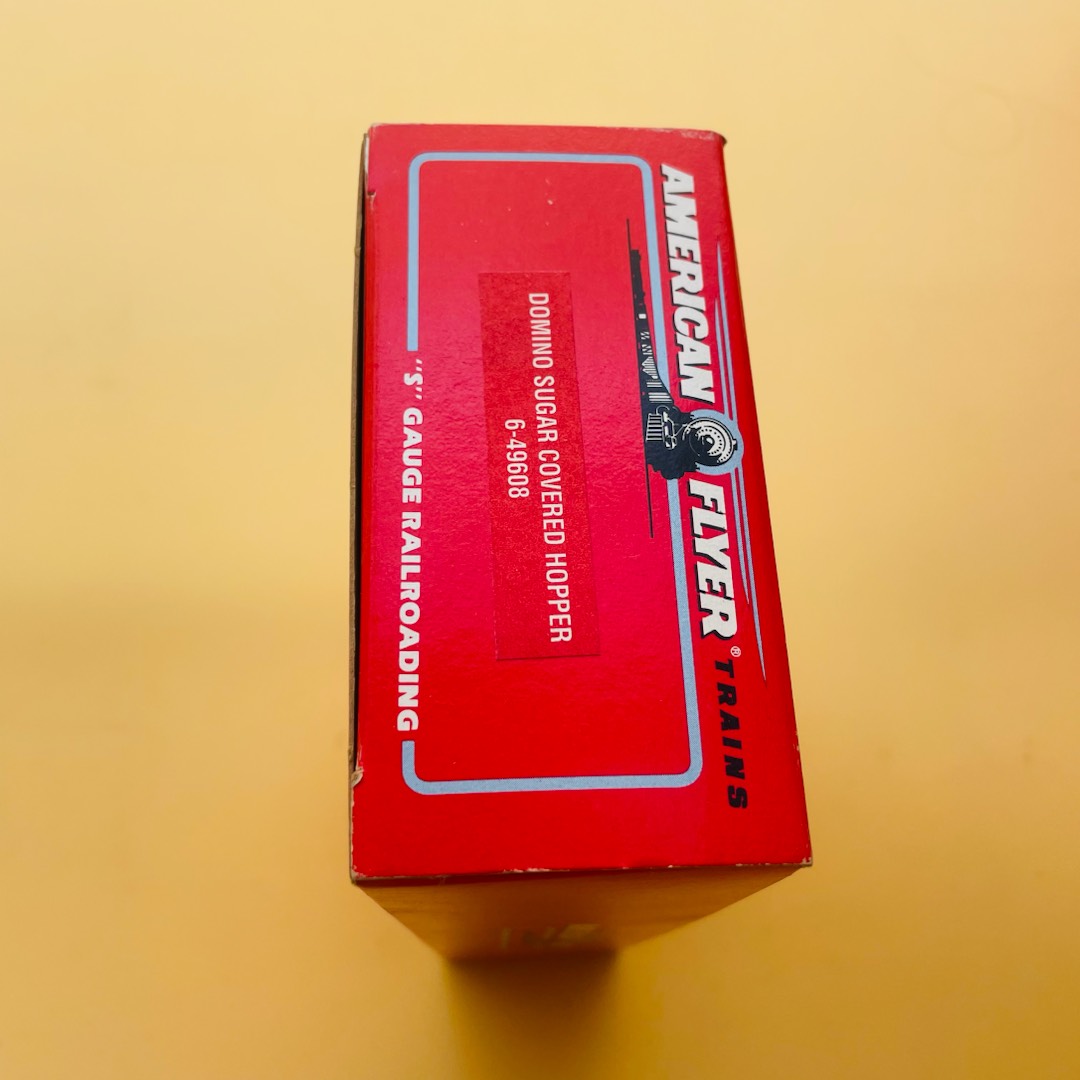 AMERICAN FLYER® TRAINS
DOMINO SUGAR COVERED HOPPER
6-49608
"S" GAUGE RAILROADING